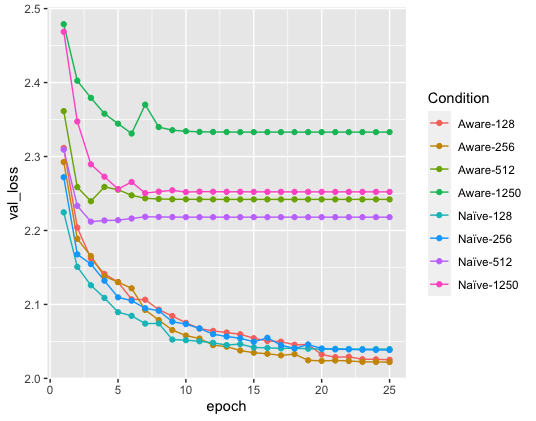 2.5
2.4
2.3
2.2
2.1
2.0
val_loss
0
5
10
15
20
25
epoch
Condition
Aware-128
Aware-256
Aware-512
Aware-1250
Naïve-128
Naïve-256
Naïve-512
Naïve-1250